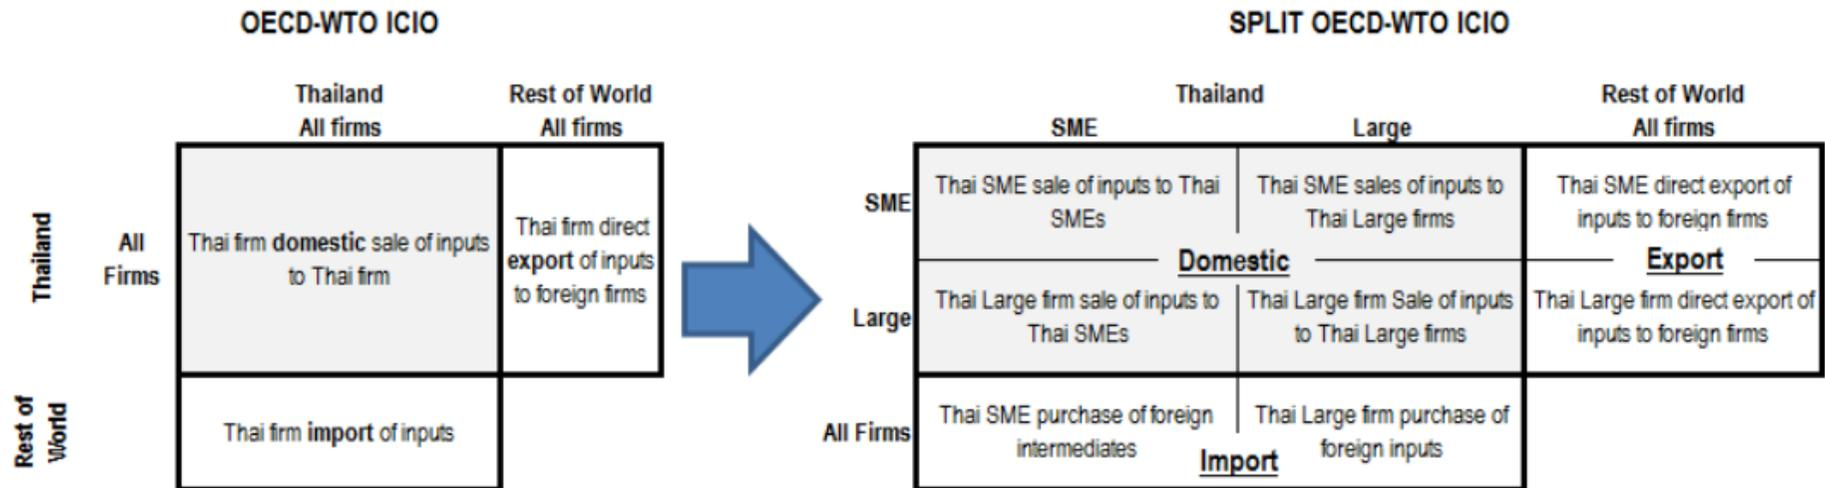 OECD-WTO ICIO
Thailand
All firms
Rest of World
All firms
Thailand
All
Firms
Thai firm domestic sale of inputs
to Thai firm
Thai firm direct
export of inputs
to foreign firms
Rest of
World
Thai firm import of inputs
SPLIT OECD-WTO ICIO
Thailand
SME
Large
Rest of World
All firms
SME
Thai SME sale of inputs to Thai
SMEs
Thai SME sales of inputs to
Thai Large firms
Thai SME direct export of
inputs to foreign firms
Domestic
Export
Large
Thai Large firm sale of inputs to
Thai SMEs
Thai Large firm Sale of inputs
to Thai Large firms
Thai Large firm direct export of
inputs to foreign firms
All Firms
Thai SME purchase of foreign
intermediates
Thai Large firm purchase of
foreign inputs
Import